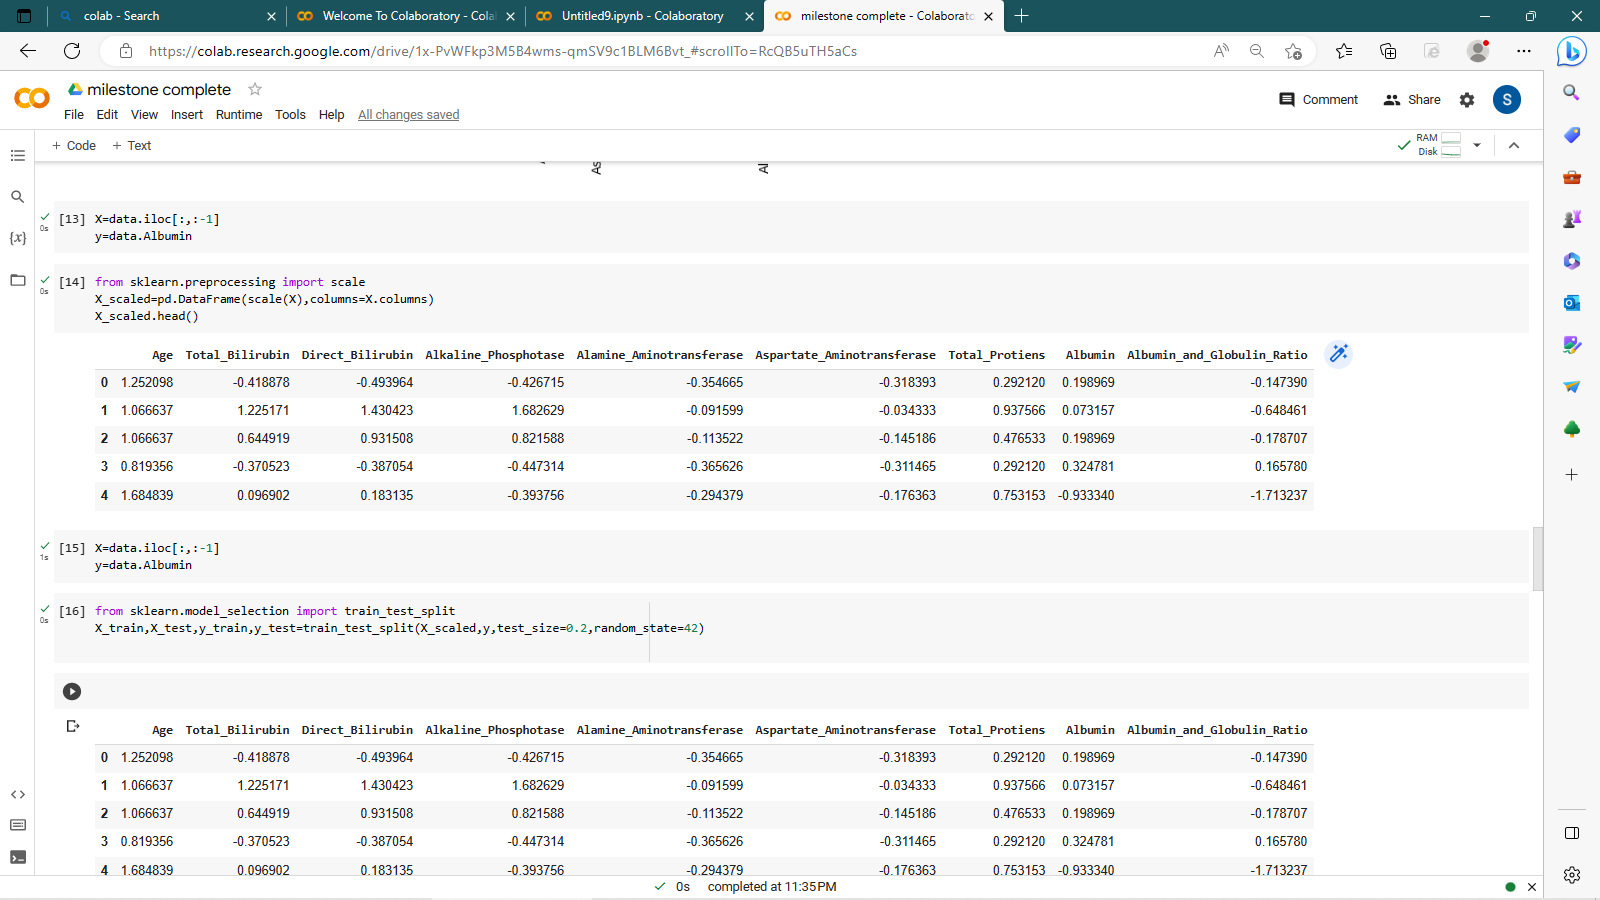 colab - Search
Welcome To Colaboratory - Cola
Untitled9.ipynb - Colaboratory
milestone complete - Colaborato
https://colab.research.google.com/drive/1x-PvWFkp3M5B4wms-qmSV9c1BLM6Bvt_#scrollTo=RcQB5uTH5aCs
milestone complete
Comment Share S
File Edit View Insert Runtime Tools Help All changes saved
+ Code + Text
RAM
Disk
As Al
[13] X=data.iloc[:,:-1]
0s
y=data.Albumin
[14] from sklearn.preprocessing import scale
0s
X_scaled=pd.DataFrame(scale(X),columns=X.columns)
X_scaled.head()
Age Total_Bilirubin Direct_Bilirubin Alkaline_Phosphotase Alamine_Aminotransferase Aspartate_Aminotransferase Total_Protiens Albumin Albumin_and_Globulin_Ratio
0 1.252098 -0.418878 -0.493964 -0.426715 -0.354665 -0.318393 0.292120 0.198969 -0.147390
1 1.066637 1.225171 1.430423 1.682629 -0.091599 -0.034333 0.937566 0.073157 -0.648461
2 1.066637 0.644919 0.931508 0.821588 -0.113522 -0.145186 0.476533 0.198969 -0.178707
3 0.819356 -0.370523 -0.387054 -0.447314 -0.365626 -0.311465 0.292120 0.324781 0.165780
4 1.684839 0.096902 0.183135 -0.393756 -0.294379 -0.176363 0.753153 -0.933340 -1.713237
[15] X=data.iloc[:,:-1]
1s
y=data.Albumin
[16] from sklearn.model_selection import train_test_split
0s
X_train,X_test,y_train,y_test=train_test_split(X_scaled,y,test_size=0.2,random_state=42)
Age Total_Bilirubin Direct_Bilirubin Alkaline_Phosphotase Alamine_Aminotransferase Aspartate_Aminotransferase Total_Protiens Albumin Albumin_and_Globulin_Ratio
0 1.252098 -0.418878 -0.493964 -0.426715 -0.354665 -0.318393 0.292120 0.198969 -0.147390
1 1.066637 1.225171 1.430423 1.682629 -0.091599 -0.034333 0.937566 0.073157 -0.648461
2 1.066637 0.644919 0.931508 0.821588 -0.113522 -0.145186 0.476533 0.198969 -0.178707
3 0.819356 -0.370523 -0.387054 -0.447314 -0.365626 -0.311465 0.292120 0.324781 0.165780
4 1.684839 0.096902 0.183135 -0.393756 -0.294379 -0.176363 0.753153 -0.933340 -1.713237
0s completed at 11:35 PM